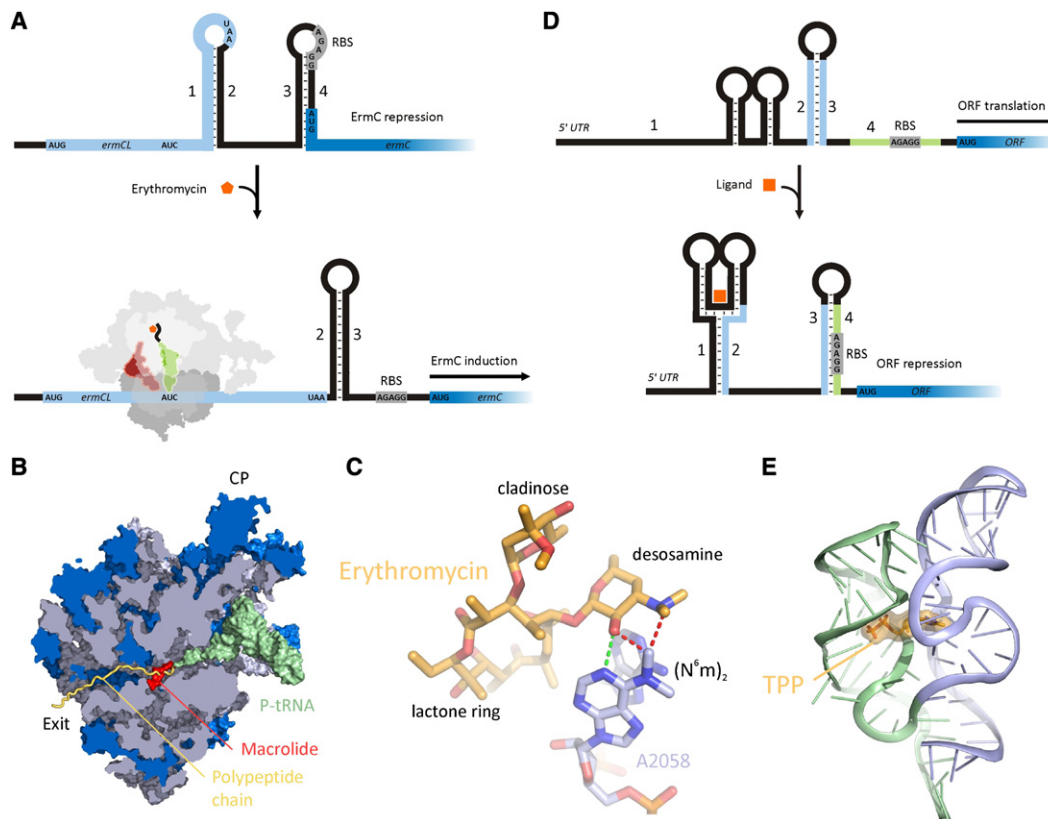 A
UAA
AGAGG
RBS
1
2
3
4
AUG
ErmC repression
AUG
ermCL
AUC
ermC
Erythromycin
2
3
ErmC induction
RBS
AUG
ermCL
AUC
UAA
AGAGG
AUG
ermC
D
2
3
ORF translation
5' UTR
1
4
RBS
AGAGG
AUG
ORF
Ligand
3
4
1
2
AGAGG
RBS
ORF repression
5' UTR
AUG
ORF
B
CP
P-tRNA
Exit
Macrolide
Polypeptide
chain
C
cladinose
desosamine
Erythromycin
(N⁶m)₂
lactone ring
A2058
E
TPP